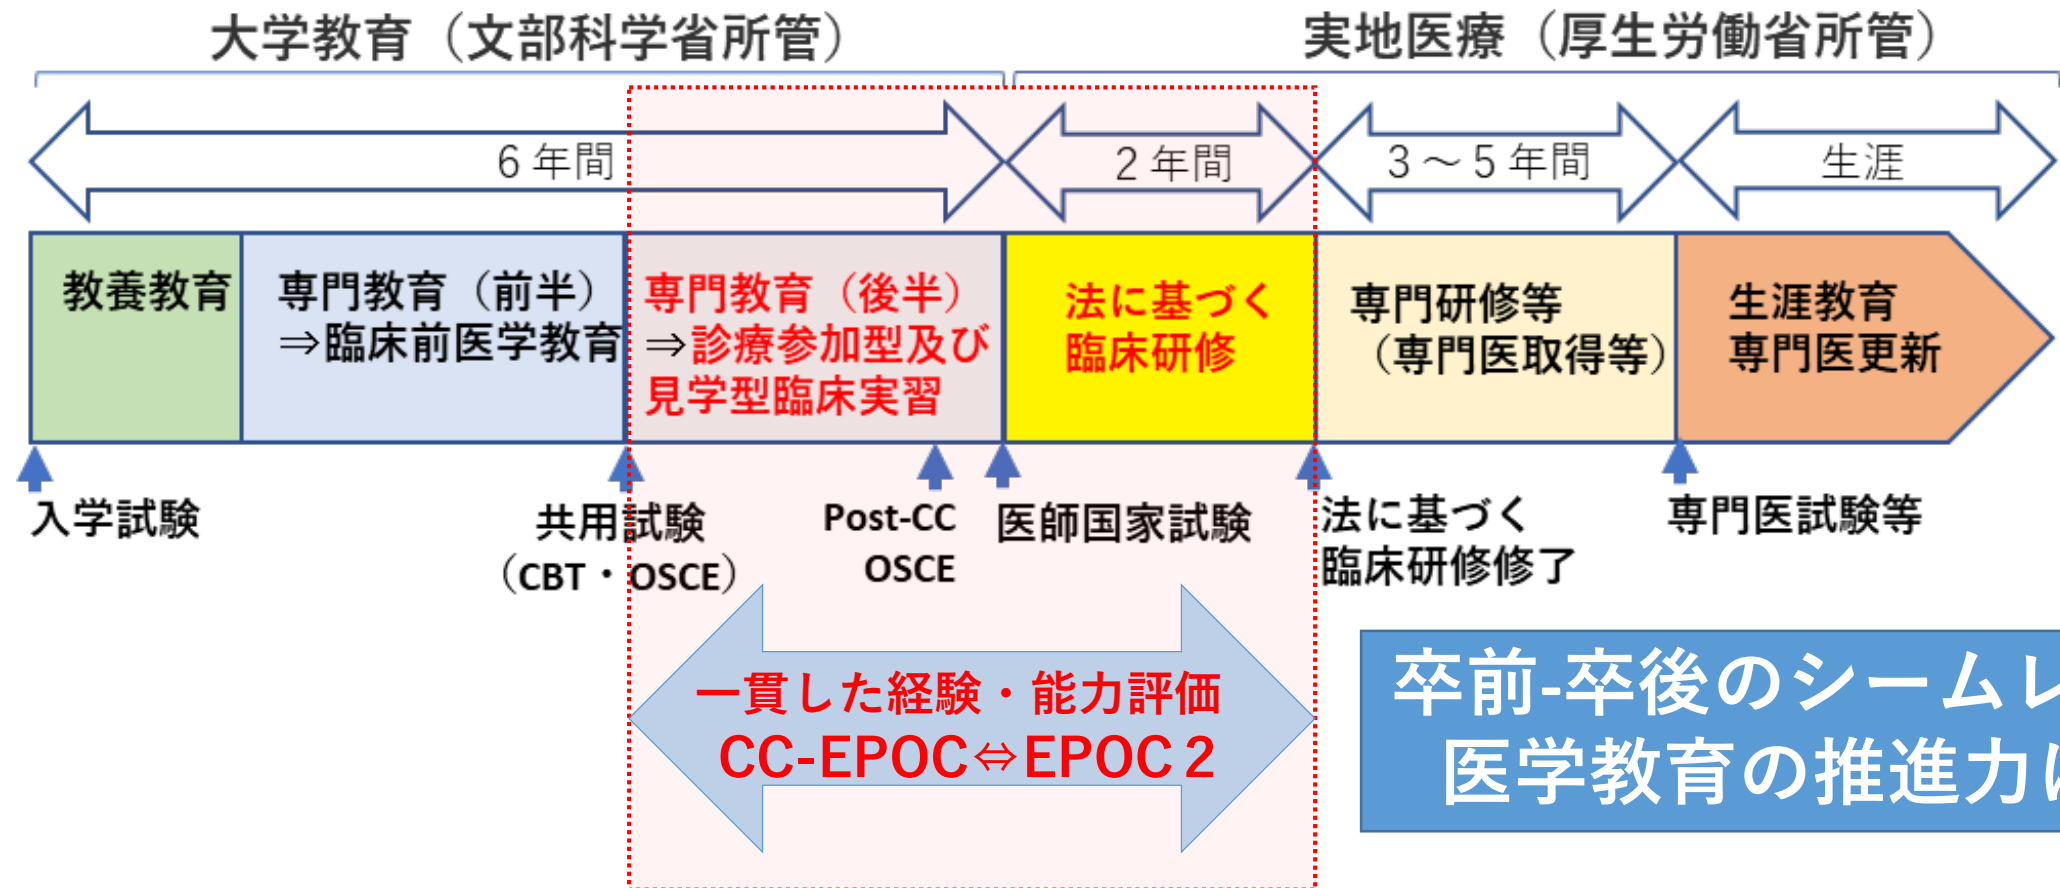 大学教育（文部科学省所管）
実地医療（厚生労働省所管）
6 年間
2 年間
3 ～ 5 年間
生涯
教養教育
専門教育（前半）
⇒臨床前医学教育
専門教育（後半）
⇒診療参加型及び
見学型臨床実習
法に基づく
臨床研修
専門研修等
（専門医取得等）
生涯教育
専門医更新
入学試験
共用試験
（CBT・OSCE）
Post-CC
OSCE
医師国家試験
法に基づく
臨床研修修了
専門医試験等
一貫した経験・能力評価
CC-EPOC⇔EPOC 2
卒前-卒後のシームレ
医学教育の推進力に